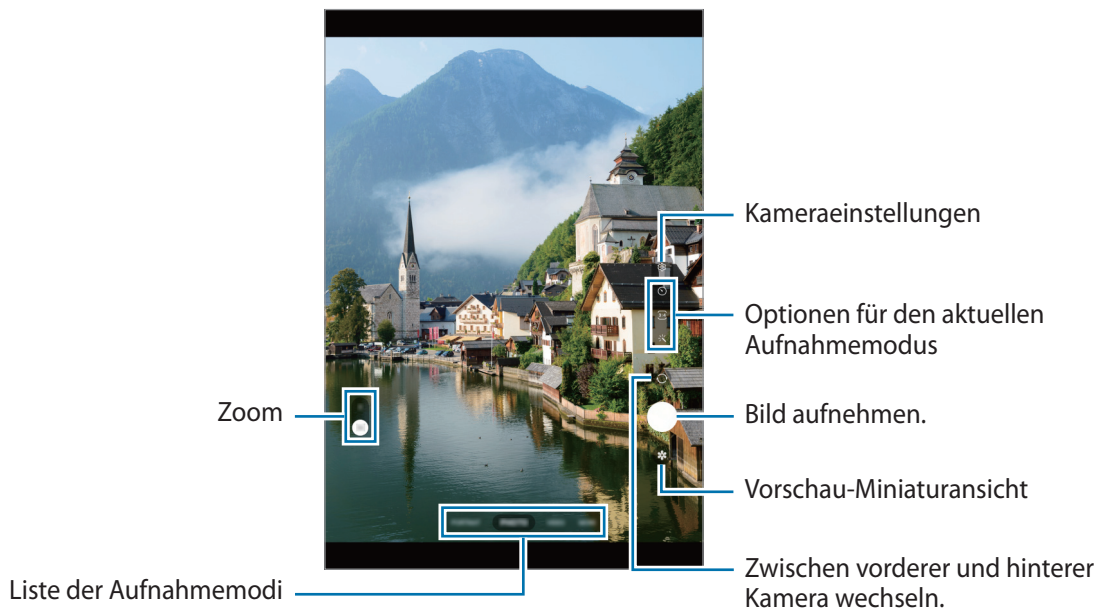 Kameraeinstellungen
Optionen für den aktuellen
Aufnahmemodus
Zoom
Bild aufnehmen.
Vorschau-Miniaturansicht
Zwischen vorderer und hinterer
Kamera wechseln.
Liste der Aufnahmemodi
PHOTO